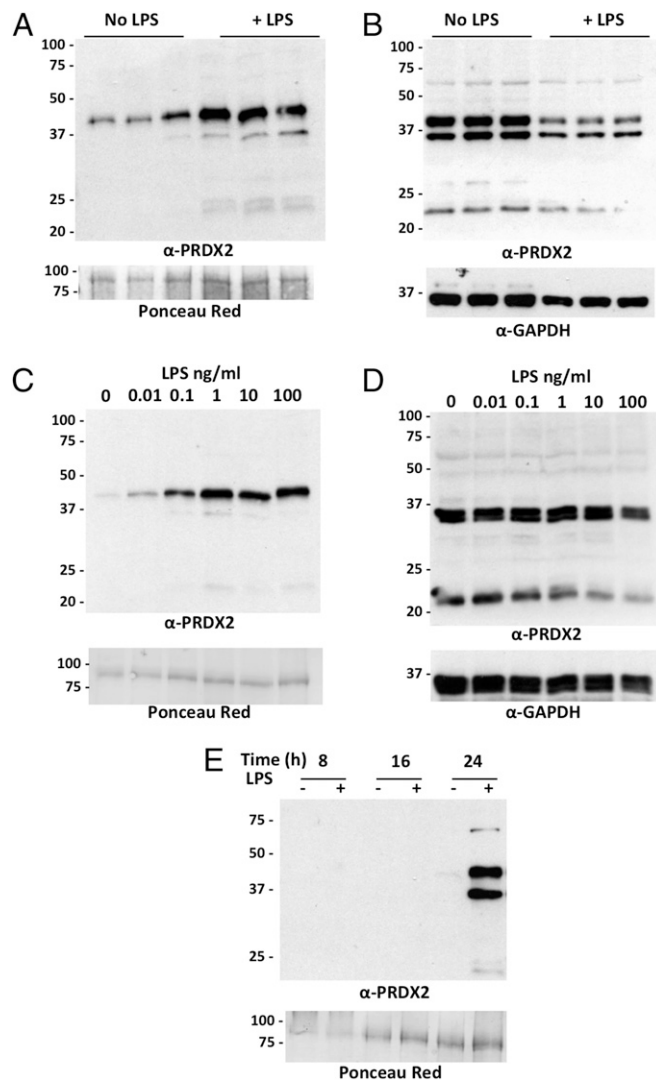 A
No LPS
+ LPS
100 -
75 -
50 -
37 -
25 -
20 -
α-PRDX2
100 -
75 -
Ponceau Red
B
No LPS
+ LPS
100 -
75 -
50 -
37 -
25 -
20 -
α-PRDX2
37 -
α-GAPDH
C
LPS ng/ml
0 0.01 0.1 1 10 100
100 -
75 -
50 -
37 -
25 -
20 -
α-PRDX2
100 -
75 -
Ponceau Red
D
LPS ng/ml
0 0.01 0.1 1 10 100
100 -
75 -
50 -
37 -
25 -
20 -
α-PRDX2
37 -
α-GAPDH
E
Time (h) 8 16 24
LPS - + - + - +
75 -
50 -
37 -
25 -
α-PRDX2
100 -
75 -
Ponceau Red